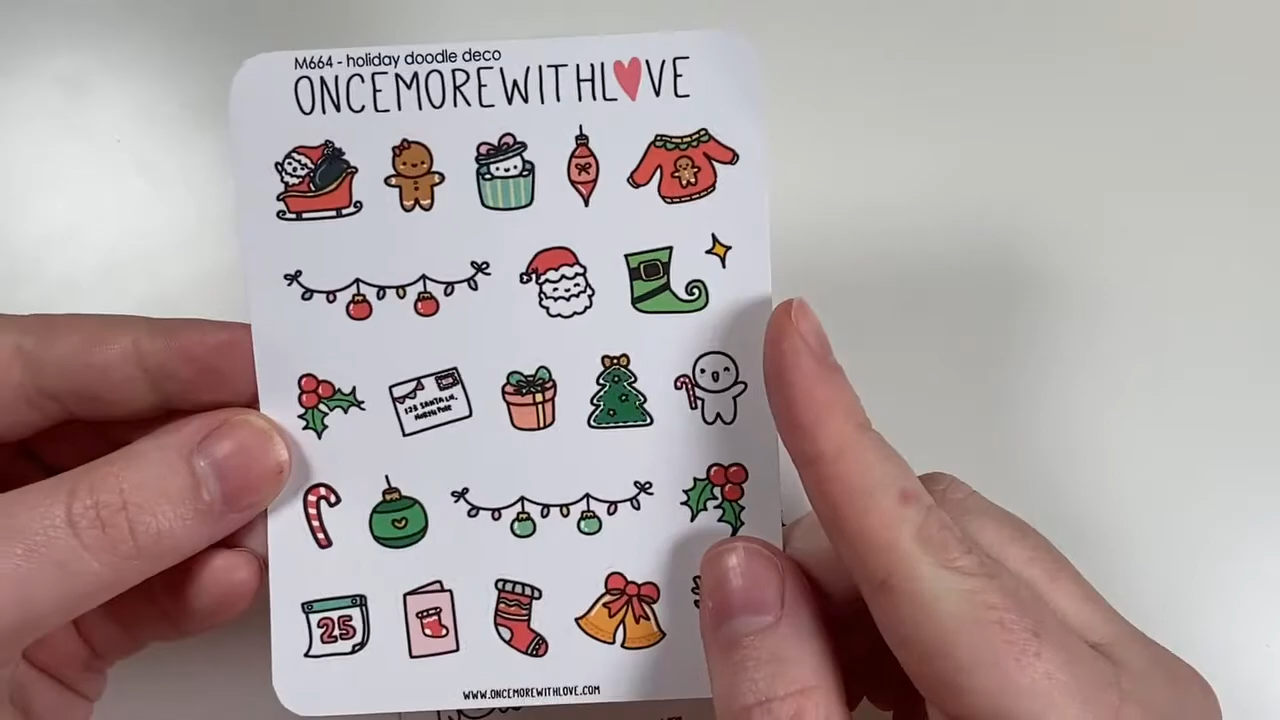 M664 - holiday doodle deco
ONCEMOREWITHLOVE
123 SANTA LN.
North Pole
25
WWW.ONCEMOREWITHLOVE.COM